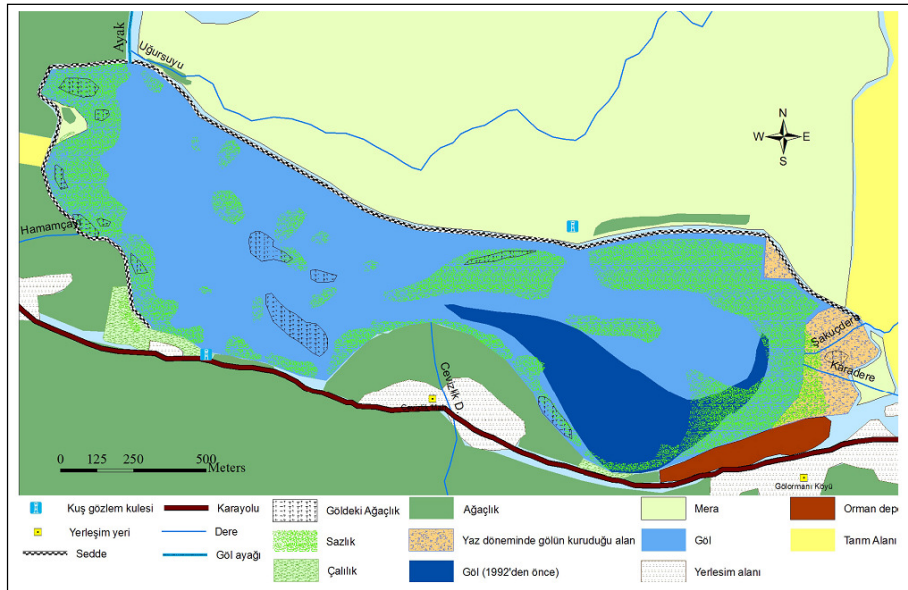 Ayak
Uğursuyu
N
W
E
S
Hamamçayı
Şakuçdere
Karadere
Cevizlik D.
0 125 250 500
Meters
Gölormanı Köyü
Kuş gözlem kulesi
Karayolu
Göldeki Ağaçlık
Ağaçlık
Mera
Orman depo
Yerleşim yeri
Dere
Sazlık
Yaz döneminde gölün kuruduğu alan
Göl
Tarım Alanı
Sedde
Göl ayağı
Çalılık
Göl (1992'den önce)
Yerlesim alanı